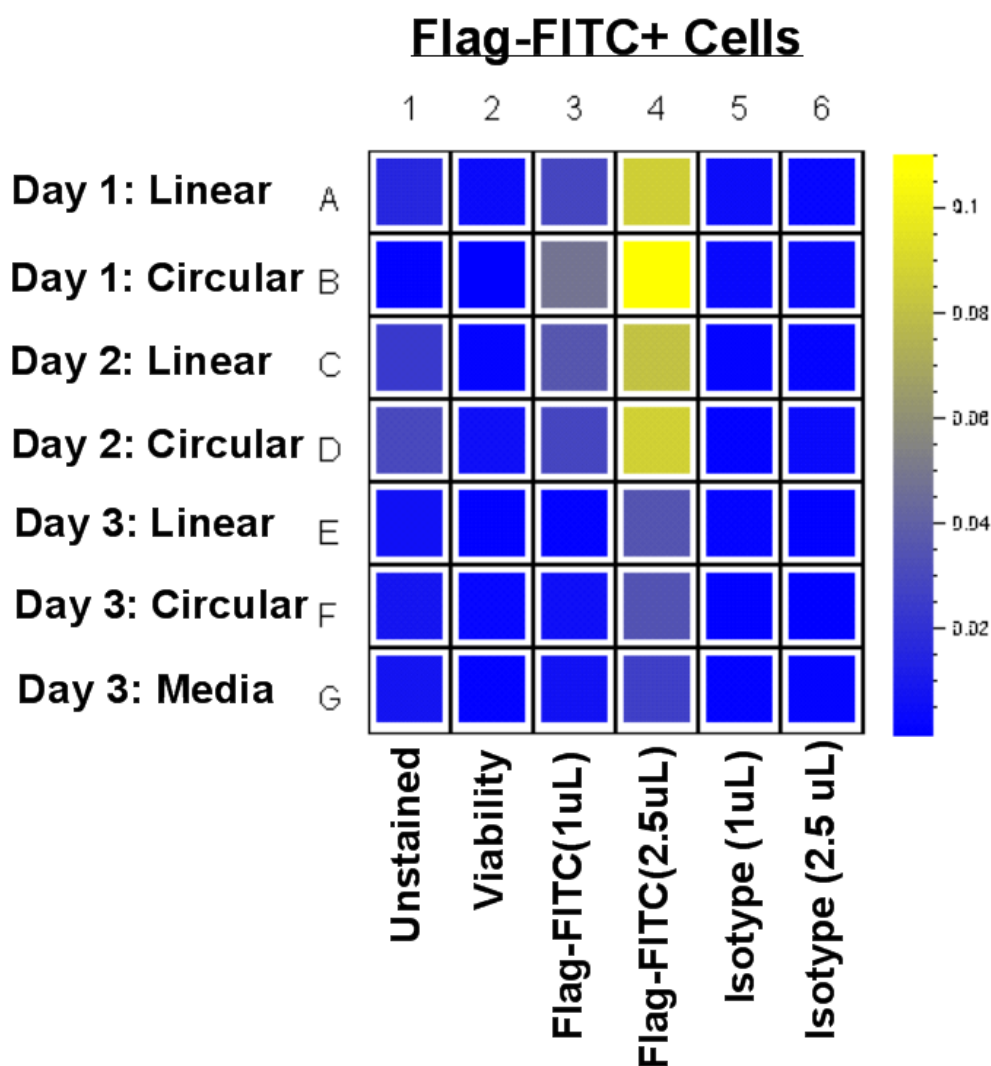 Flag-FITC+ Cells
1 2 3 4 5 6
Day 1: Linear A
Day 1: Circular B
Day 2: Linear C
Day 2: Circular D
Day 3: Linear E
Day 3: Circular F
Day 3: Media G
0.1
0.08
0.06
0.04
0.02
Unstained
Viability
Flag-FITC(1uL)
Flag-FITC(2.5uL)
Isotype (1uL)
Isotype (2.5 uL)